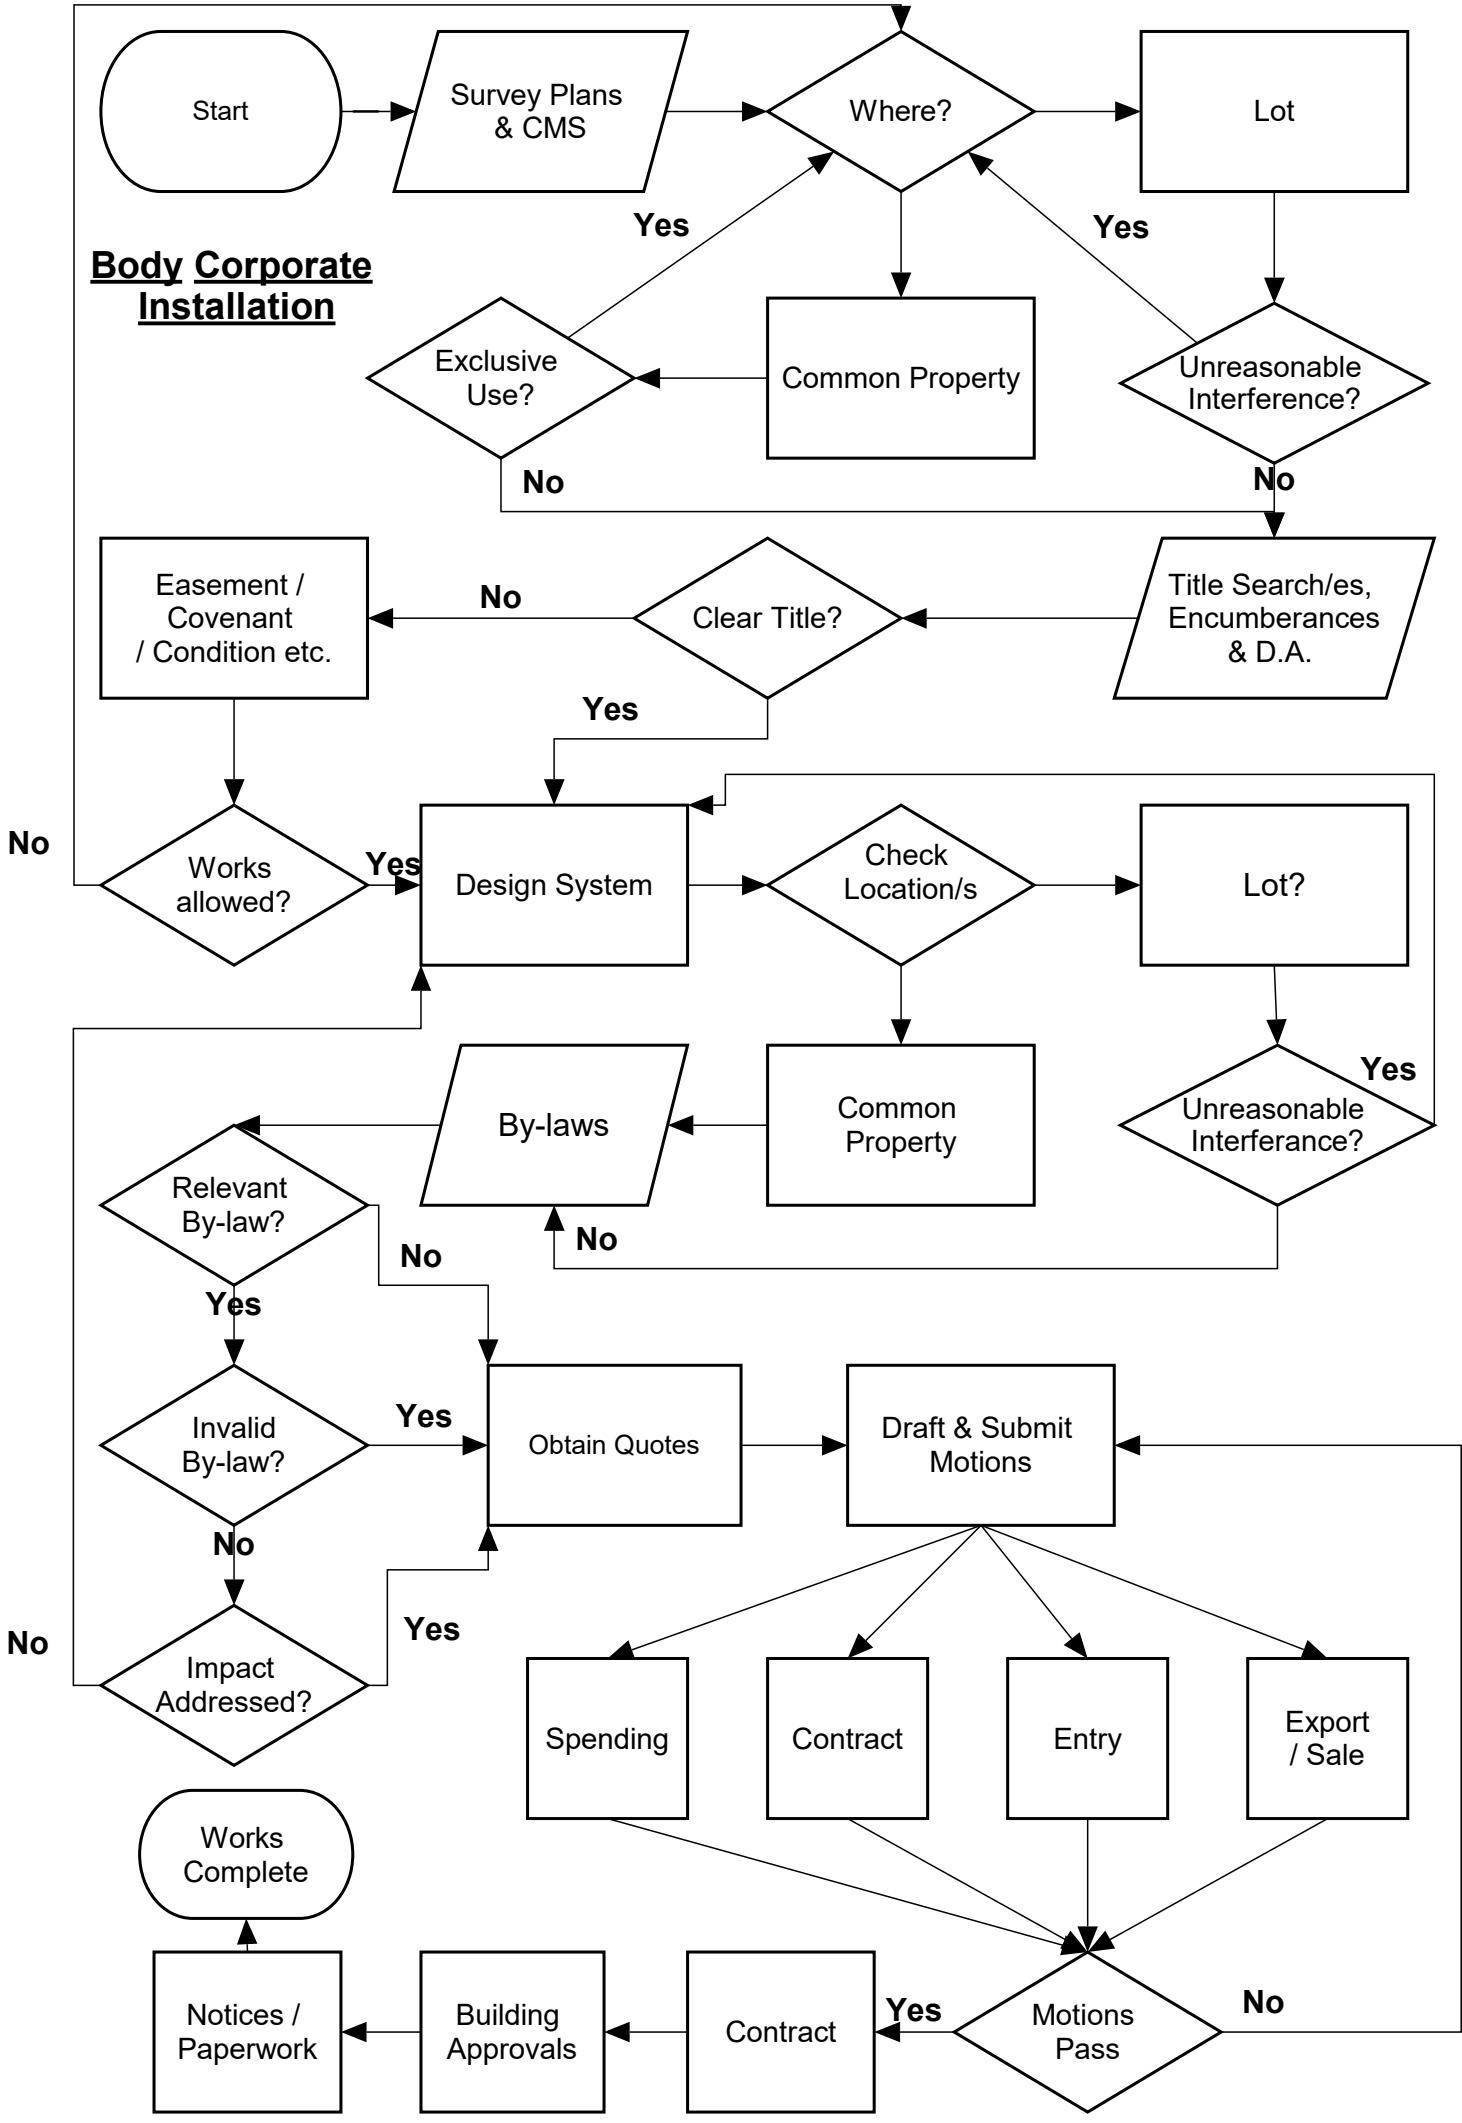 Start
Survey Plans
& CMS
Where?
Lot
Yes
Yes
Body Corporate
Installation
Exclusive
Use?
Common Property
Unreasonable
Interference?
No
No
Easement /
Covenant
/ Condition etc.
No
Clear Title?
Title Search/es,
Encumberances
& D.A.
Yes
No
Works
allowed?
Yes
Design System
Check
Location/s
Lot?
By-laws
Common
Property
Yes
Unreasonable
Interferance?
Relevant
By-law?
No
No
Yes
Invalid
By-law?
Yes
Obtain Quotes
Draft & Submit
Motions
No
No
Impact
Addressed?
Yes
Spending
Contract
Entry
Export
/ Sale
Works
Complete
Notices /
Paperwork
Building
Approvals
Contract
Yes
Motions
Pass
No